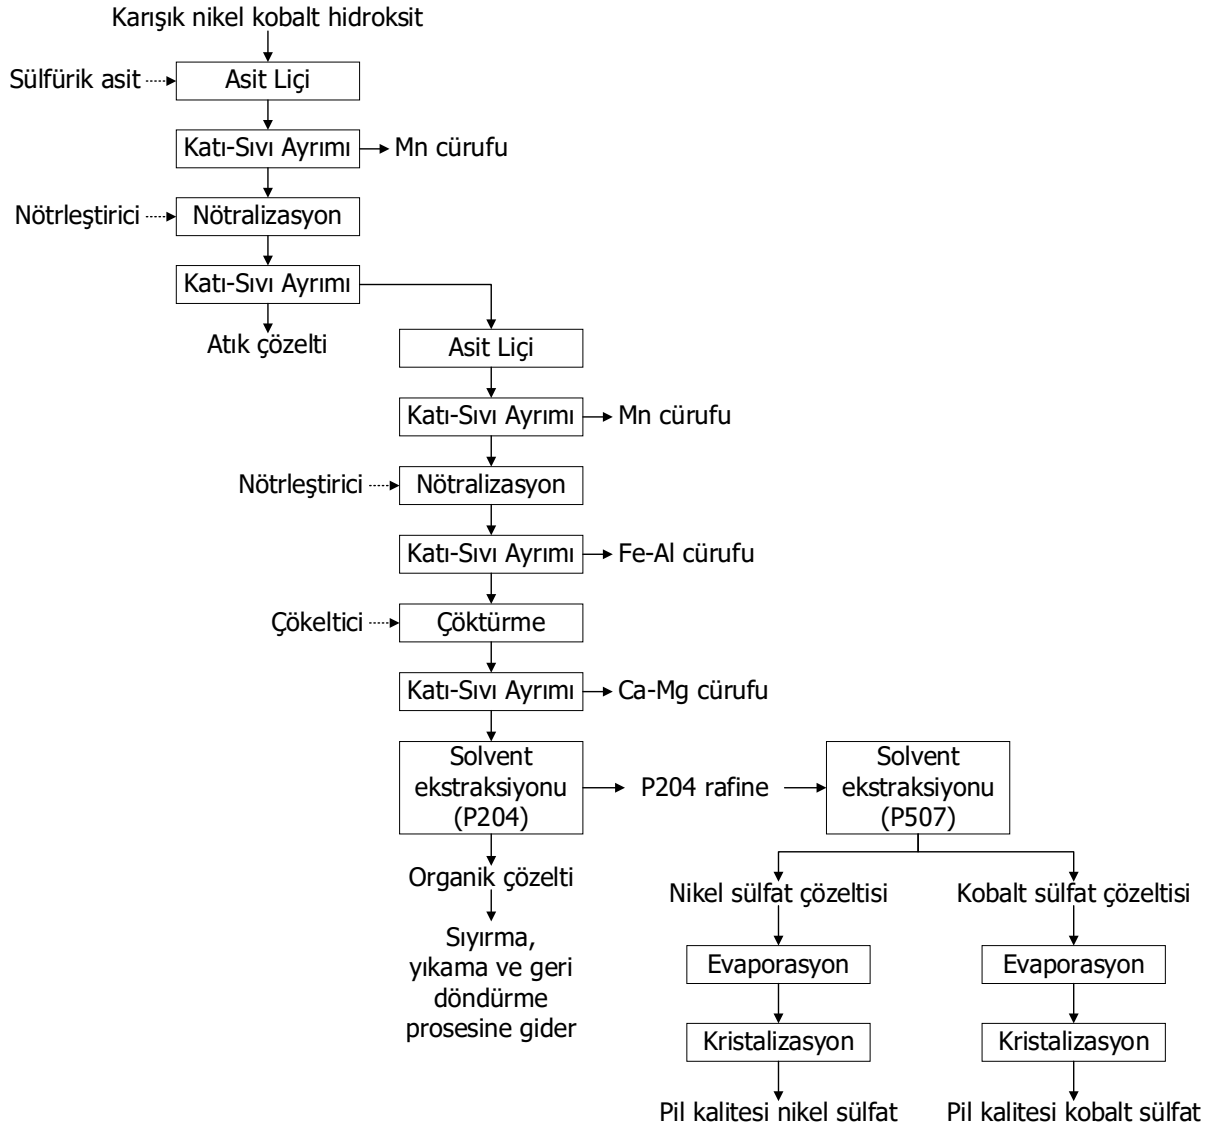 Karışık nikel kobalt hidroksit
Sülfürik asit
Asit Liçi
Katı-Sıvı Ayrımı
Mn cürufu
Nötrleştirici
Nötralizasyon
Katı-Sıvı Ayrımı
Atık çözelti
Asit Liçi
Katı-Sıvı Ayrımı
Mn cürufu
Nötrleştirici
Nötralizasyon
Katı-Sıvı Ayrımı
Fe-Al cürufu
Çökeltici
Çöktürme
Katı-Sıvı Ayrımı
Ca-Mg cürufu
Solvent
ekstraksiyonu
(P204)
P204 rafine
Solvent
ekstraksiyonu
(P507)
Organik çözelti
Sıyırma,
yıkama ve geri
döndürme
prosesine gider
Nikel sülfat çözeltisi
Kobalt sülfat çözeltisi
Evaporasyon
Evaporasyon
Kristalizasyon
Kristalizasyon
Pil kalitesi nikel sülfat
Pil kalitesi kobalt sülfat